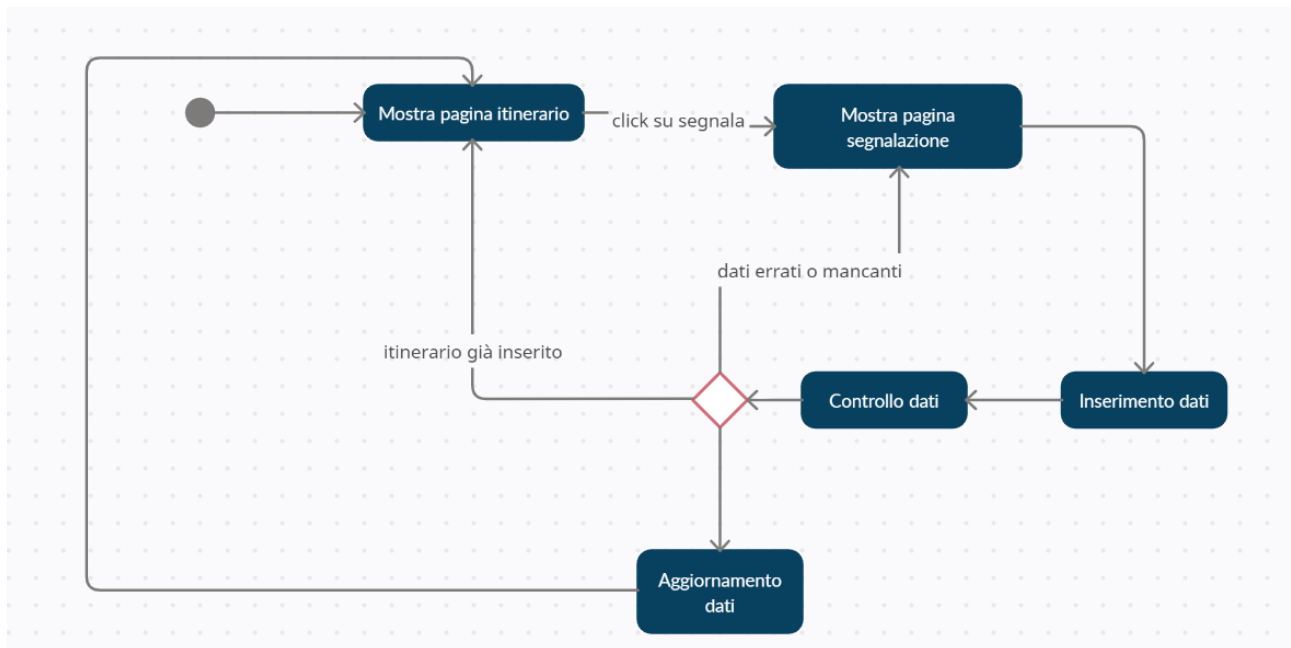 Mostra pagina itinerario
click su segnala
Mostra pagina
segnalazione
dati errati o mancanti
itinerario già inserito
Controllo dati
Inserimento dati
Aggiornamento
dati